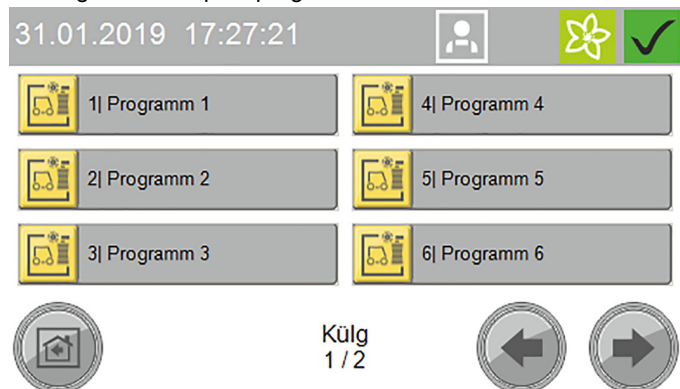 31.01.2019 17:27:21
1| Programm 1
4| Programm 4
2| Programm 2
5| Programm 5
3| Programm 3
6| Programm 6
Külg
1 / 2